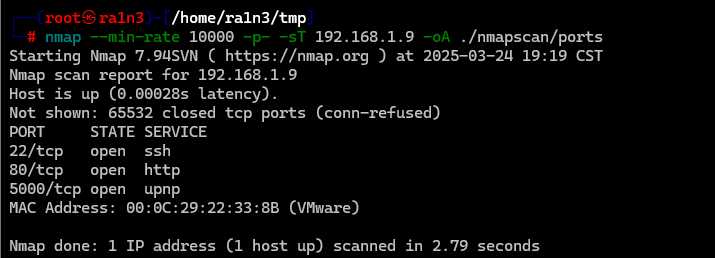 ┌──(root㉿ra1n3)-[/home/ra1n3/tmp]
└─# nmap --min-rate 10000 -p- -sT 192.168.1.9 -oA ./nmapscan/ports
Starting Nmap 7.94SVN ( https://nmap.org ) at 2025-03-24 19:19 CST
Nmap scan report for 192.168.1.9
Host is up (0.00028s latency).
Not shown: 65532 closed tcp ports (conn-refused)
PORT     STATE SERVICE
22/tcp   open  ssh
80/tcp   open  http
5000/tcp open  upnp
MAC Address: 00:0C:29:22:33:8B (VMware)
Nmap done: 1 IP address (1 host up) scanned in 2.79 seconds